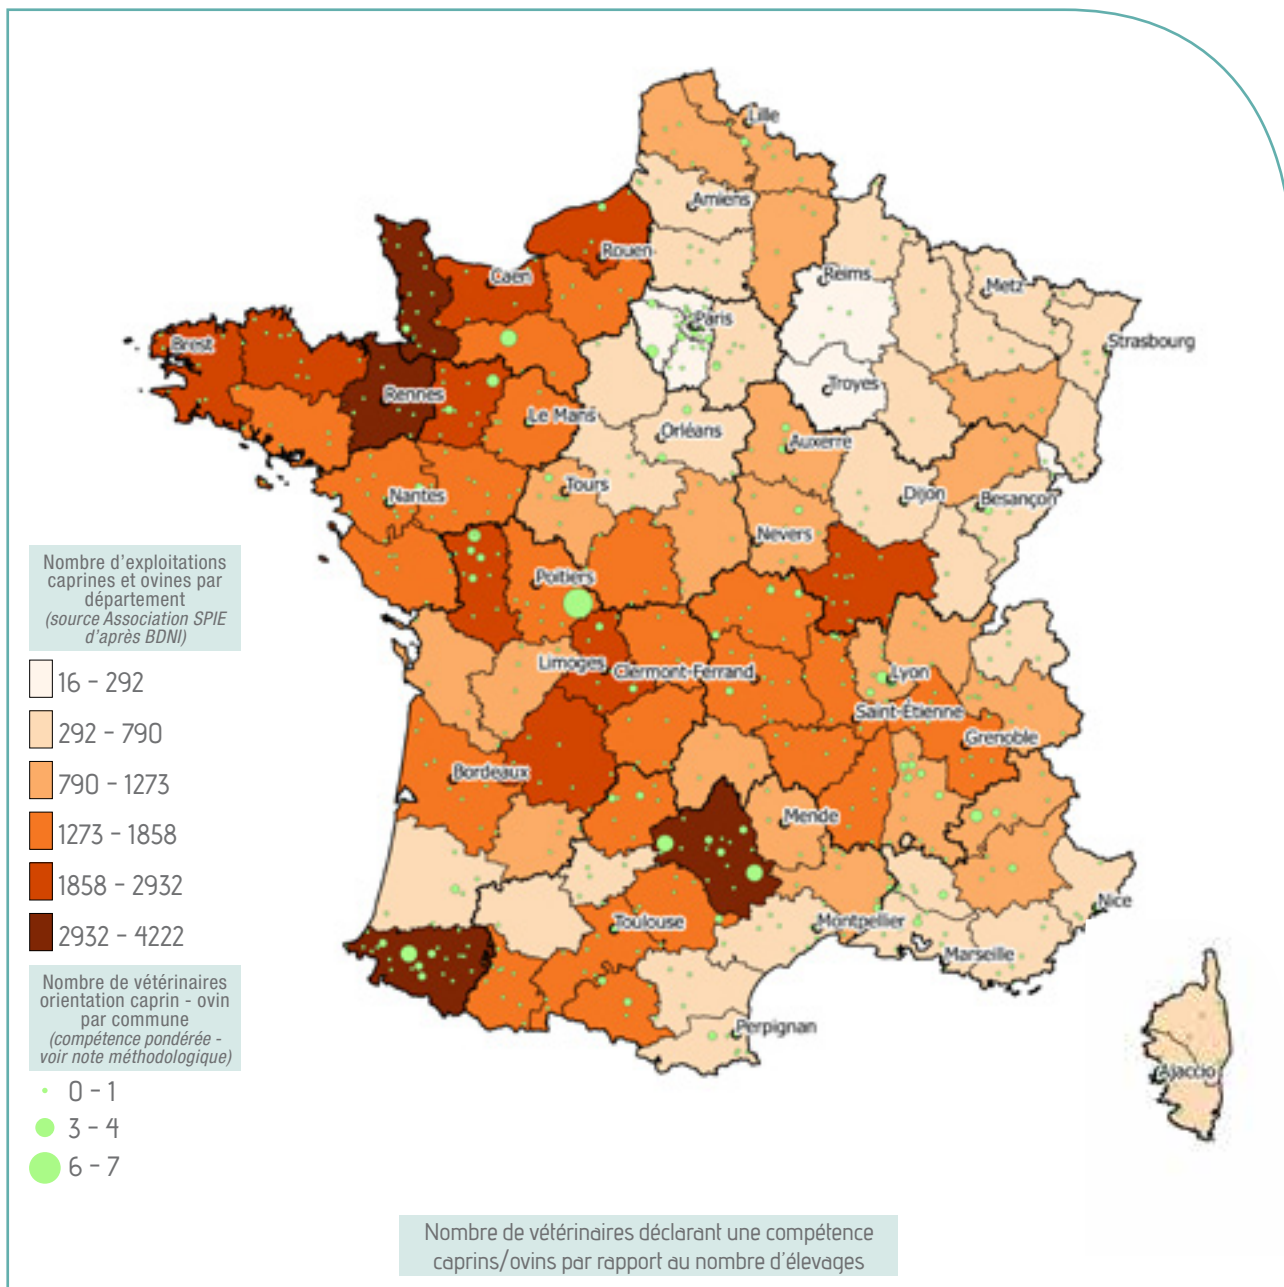 Lille
Amiens
Rouen
Caen
Reims
Metz
Paris
Strasbourg
Brest
Troyes
Rennes
Le Mans
Orléans
Auxerre
Tours
Nantes
Dijon
Besançon
Nevers
Poitiers
Limoges
Clermont-Ferrand
Lyon
Saint-Étienne
Grenoble
Bordeaux
Mende
Nice
Toulouse
Montpellier
Marseille
Perpignan
Ajaccio
Nombre d'exploitations
caprines et ovines par
département
(source Association SPIE
d'après BDNI)
16 - 292
292 - 790
790 - 1273
1273 - 1858
1858 - 2932
2932 - 4222
Nombre de vétérinaires
orientation caprin - ovin
par commune
(compétence pondérée -
voir note méthodologique)
0 - 1
3 - 4
6 - 7
Nombre de vétérinaires déclarant une compétence
caprins/ovins par rapport au nombre d'élevages